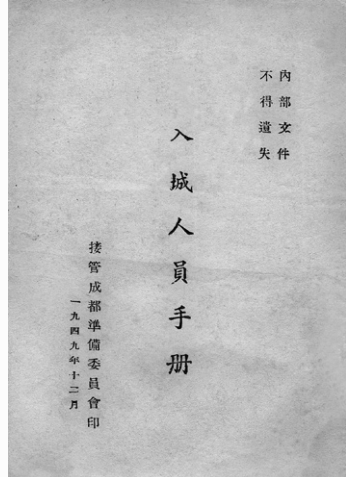 內部文件
不得遺失
入城人員手册
接管成都準備委員會印
一九四九年十二月